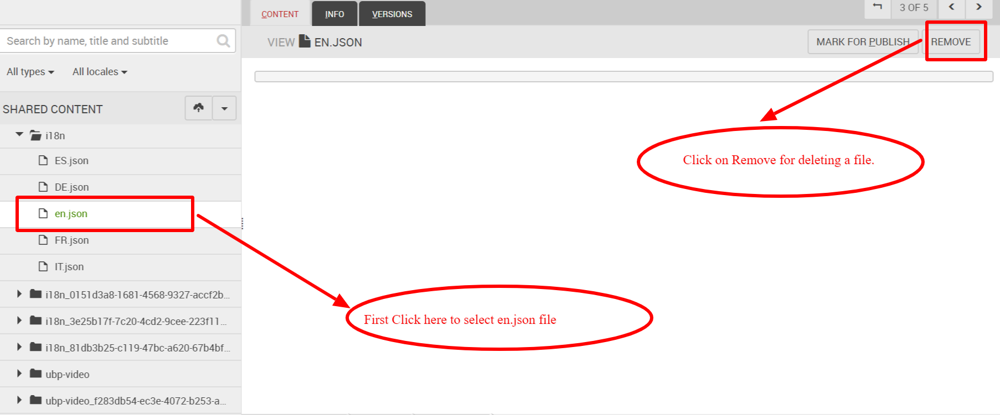 CONTENT
INFO
VERSIONS
3 OF 5
Search by name, title and subtitle
VIEW EN.JSON
MARK FOR PUBLISH
REMOVE
All types
All locales
SHARED CONTENT
i18n
ES.json
DE.json
en.json
FR.json
IT.json
i18n_0151d3a8-1681-4568-9327-accf2b...
i18n_3e25b17f-7c20-4cd2-9cee-223f11...
i18n_81db3b25-c119-47bc-a620-67b4bf...
ubp-video
ubp-video_f283db54-ec3e-4072-b253-a...
Click on Remove for deleting a file.
First Click here to select en.json file